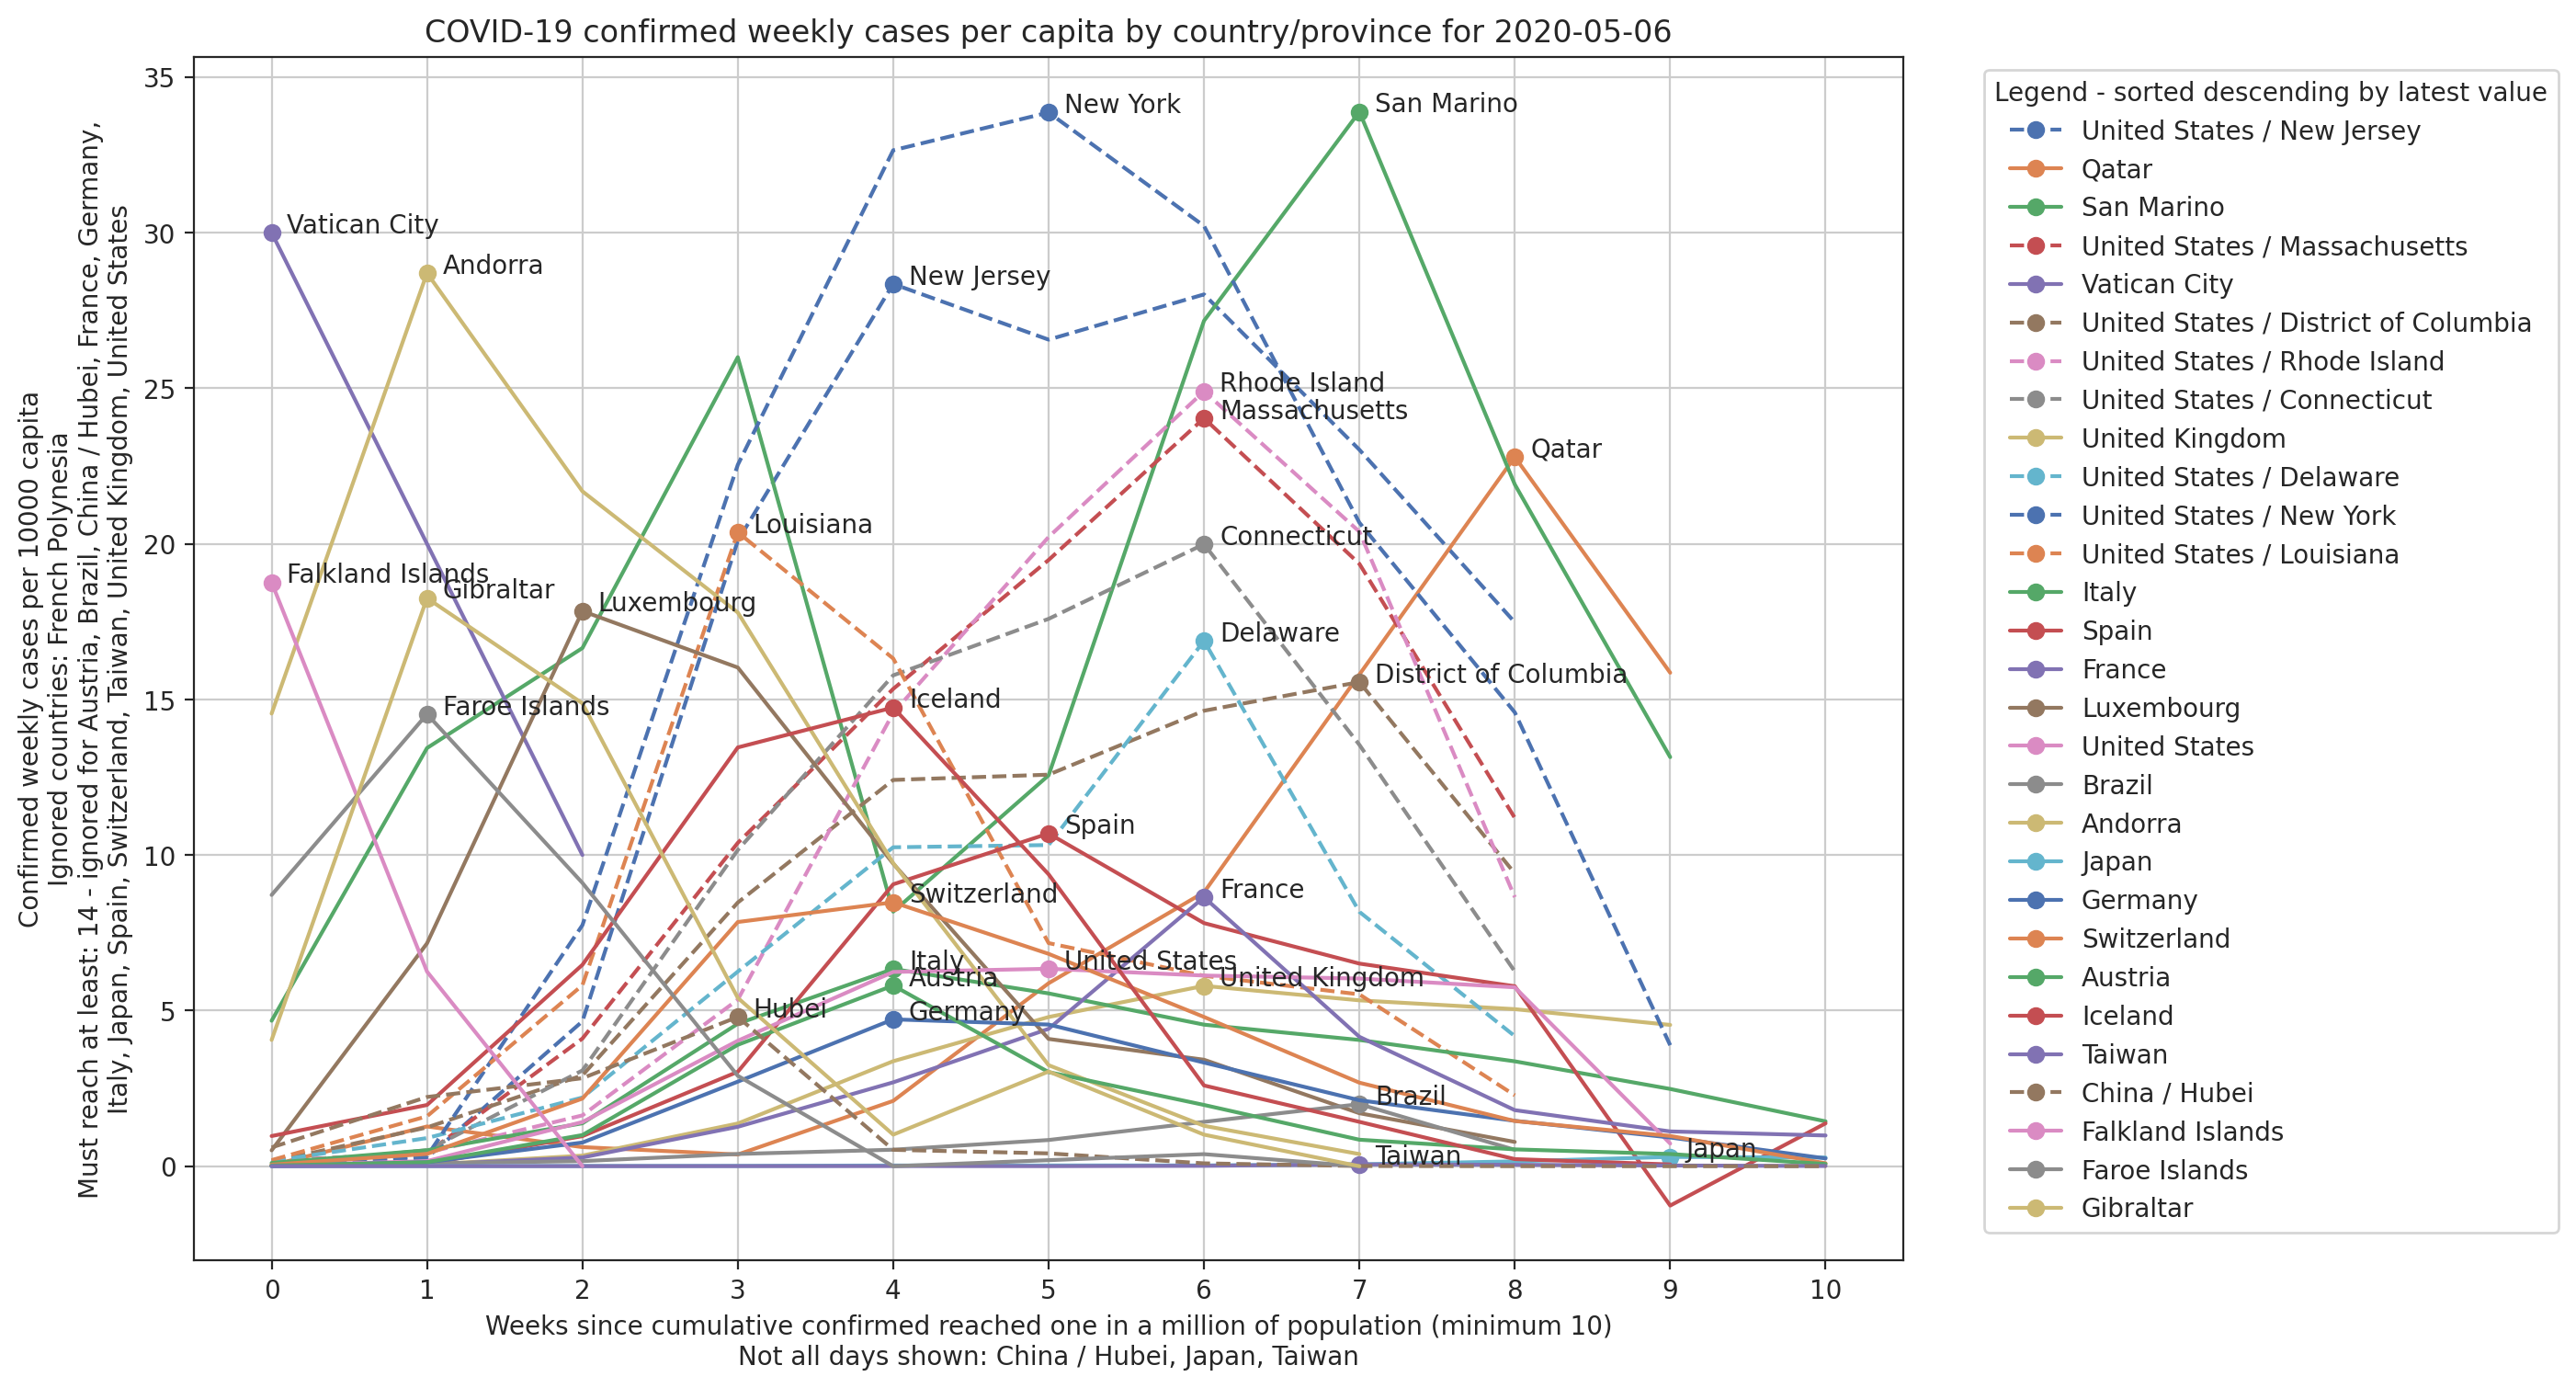 COVID-19 confirmed weekly cases per capita by country/province for 2020-05-06
Confirmed weekly cases per 10000 capita
Ignored countries: French Polynesia
Must reach at least: 14 - ignored for Austria, Brazil, China / Hubei, France, Germany,
Italy, Japan, Spain, Switzerland, Taiwan, United Kingdom, United States
35
30
25
20
15
10
5
0
New York
San Marino
Vatican City
Andorra
New Jersey
Rhode Island
Massachusetts
Qatar
Louisiana
Connecticut
Falkland Islands
Gibraltar
Luxembourg
Delaware
District of Columbia
Faroe Islands
Iceland
Spain
Switzerland
France
Italy
United States
Austria
United Kingdom
Hubei
Germany
Brazil
Taiwan
Japan
0 1 2 3 4 5 6 7 8 9 10
Weeks since cumulative confirmed reached one in a million of population (minimum 10)
Not all days shown: China / Hubei, Japan, Taiwan
Legend - sorted descending by latest value
United States / New Jersey
Qatar
San Marino
United States / Massachusetts
Vatican City
United States / District of Columbia
United States / Rhode Island
United States / Connecticut
United Kingdom
United States / Delaware
United States / New York
United States / Louisiana
Italy
Spain
France
Luxembourg
United States
Brazil
Andorra
Japan
Germany
Switzerland
Austria
Iceland
Taiwan
China / Hubei
Falkland Islands
Faroe Islands
Gibraltar